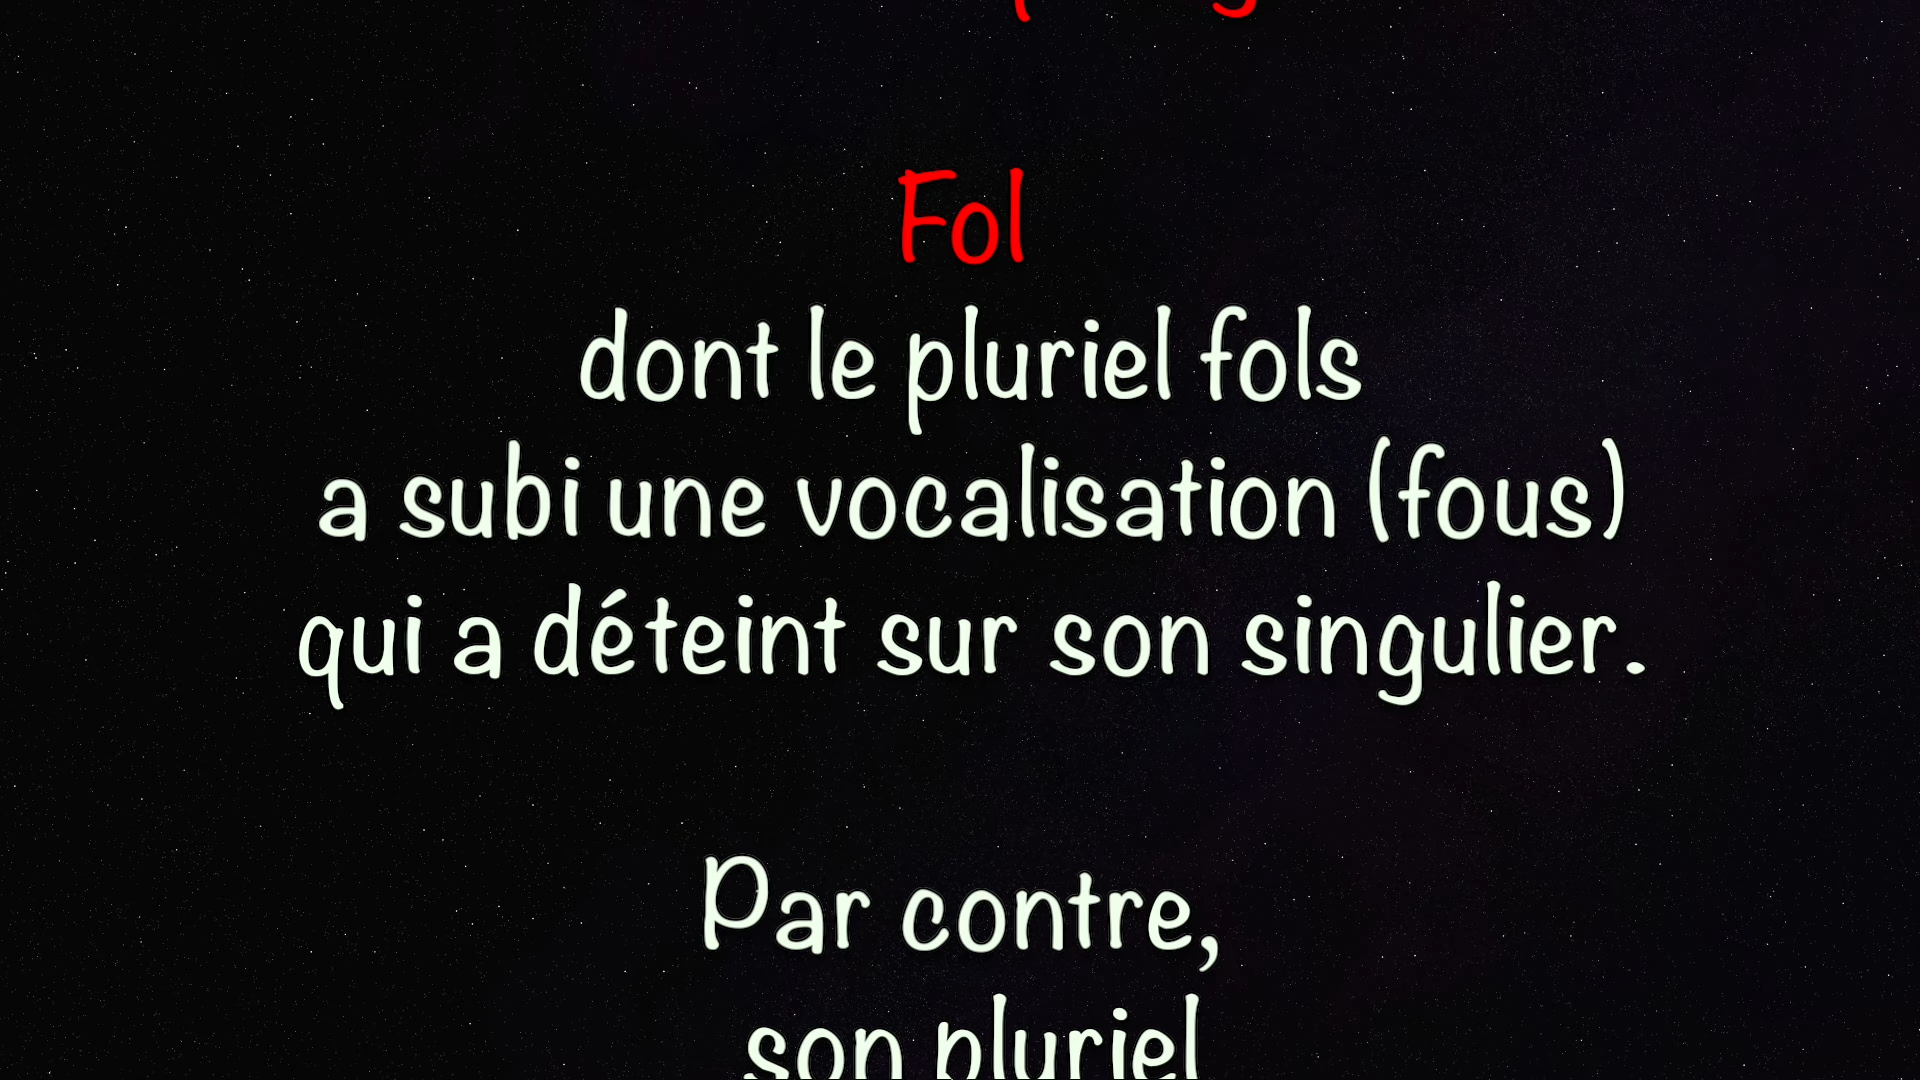 Fol
dont le pluriel fols
a subi une vocalisation (fous)
qui a déteint sur son singulier.
Par contre,
son pluriel